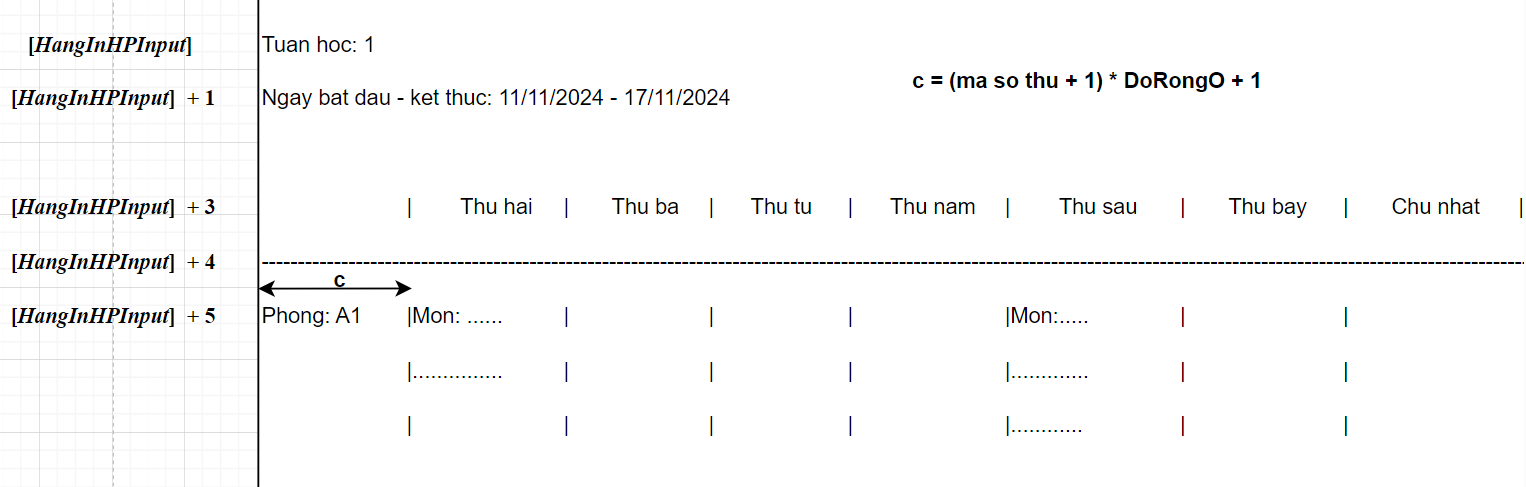 [HangInHPInput] Tuan hoc: 1
c = (ma so thu + 1) * DoRongO + 1
[HangInHPInput] + 1 Ngay bat dau - ket thuc: 11/11/2024 - 17/11/2024
[HangInHPInput] + 3 | Thu hai | Thu ba | Thu tu | Thu nam | Thu sau | Thu bay | Chu nhat |
[HangInHPInput] + 4 --------------------------------------------------------------------------------
c
[HangInHPInput] + 5 Phong: A1 |Mon: ...... | | | |Mon:..... | |
|............... | | | |............. | |
| | | | |............ | |